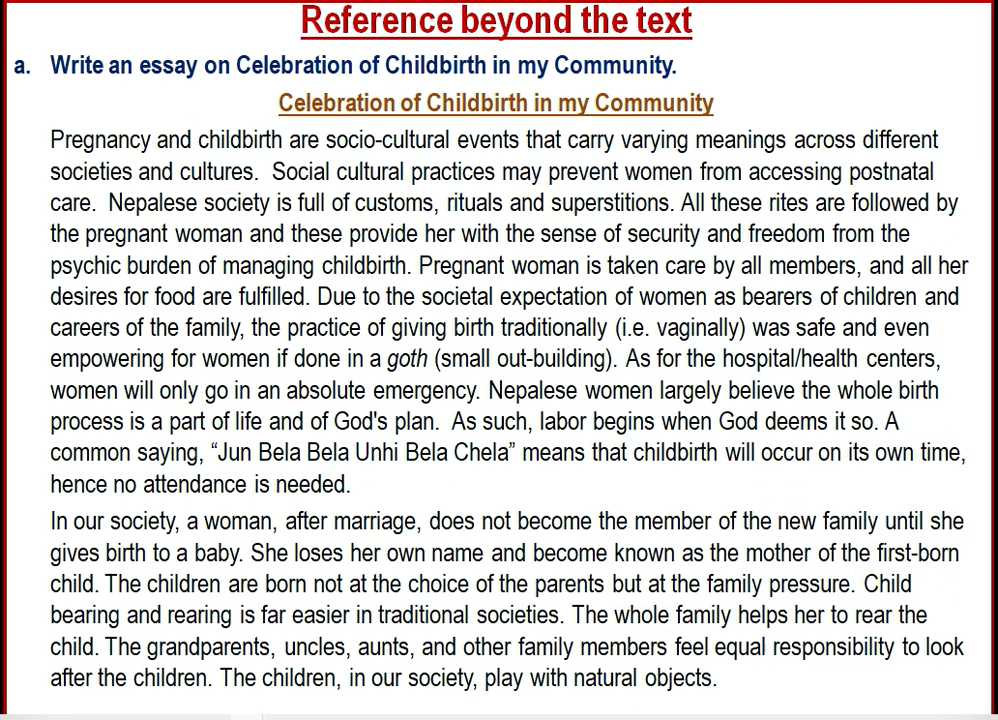 Reference beyond the text
a. Write an essay on Celebration of Childbirth in my Community.
Celebration of Childbirth in my Community
Pregnancy and childbirth are socio-cultural events that carry varying meanings across different
societies and cultures. Social cultural practices may prevent women from accessing postnatal
care. Nepalese society is full of customs, rituals and superstitions. All these rites are followed by
the pregnant woman and these provide her with the sense of security and freedom from the
psychic burden of managing childbirth. Pregnant woman is taken care by all members, and all her
desires for food are fulfilled. Due to the societal expectation of women as bearers of children and
careers of the family, the practice of giving birth traditionally (i.e. vaginally) was safe and even
empowering for women if done in a goth (small out-building). As for the hospital/health centers,
women will only go in an absolute emergency. Nepalese women largely believe the whole birth
process is a part of life and of God's plan. As such, labor begins when God deems it so. A
common saying, “Jun Bela Bela Unhi Bela Chela” means that childbirth will occur on its own time,
hence no attendance is needed.
In our society, a woman, after marriage, does not become the member of the new family until she
gives birth to a baby. She loses her own name and become known as the mother of the first-born
child. The children are born not at the choice of the parents but at the family pressure. Child
bearing and rearing is far easier in traditional societies. The whole family helps her to rear the
child. The grandparents, uncles, aunts, and other family members feel equal responsibility to look
after the children. The children, in our society, play with natural objects.